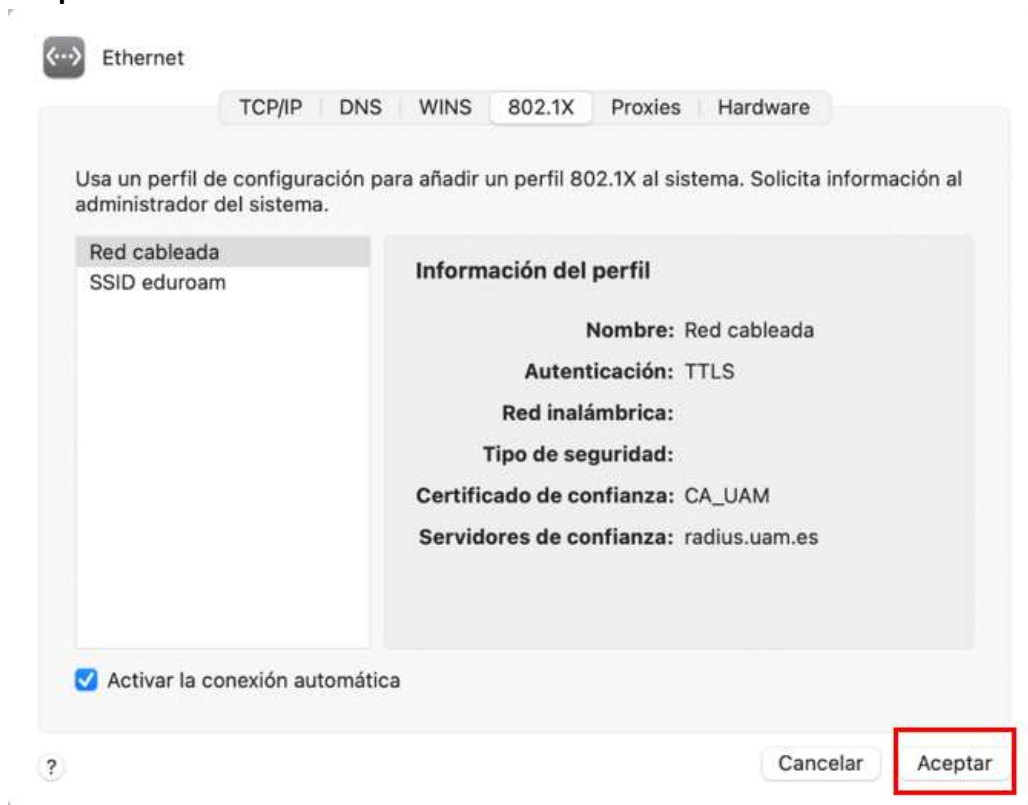 Ethernet
TCP/IP DNS WINS 802.1X Proxies Hardware
Usa un perfil de configuración para añadir un perfil 802.1X al sistema. Solicita información al
administrador del sistema.
Red cableada
SSID eduroam
Información del perfil
Nombre: Red cableada
Autenticación: TTLS
Red inalámbrica:
Tipo de seguridad:
Certificado de confianza: CA_UAM
Servidores de confianza: radius.uam.es
Activar la conexión automática
?
Cancelar
Aceptar